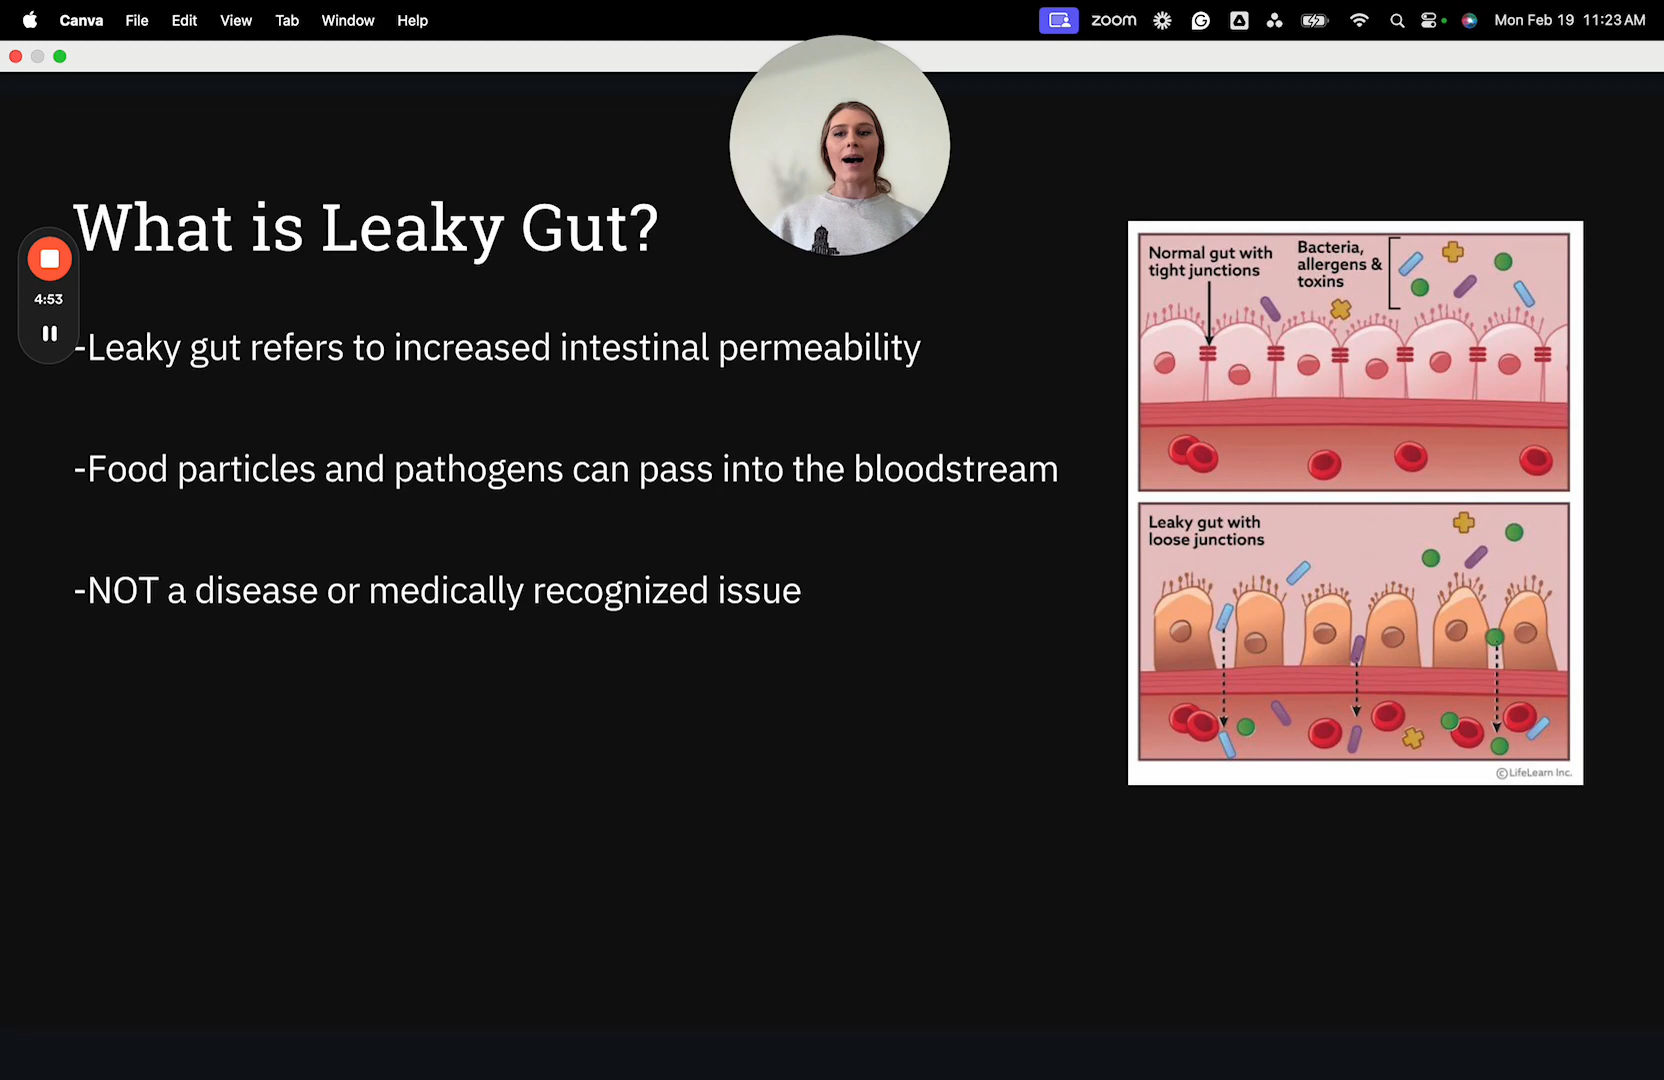 Canva File Edit View Tab Window Help zoom Mon Feb 19 11:23 AM
What is Leaky Gut?
4:53
-Leaky gut refers to increased intestinal permeability
-Food particles and pathogens can pass into the bloodstream
-NOT a disease or medically recognized issue
Normal gut with
tight junctions
Bacteria,
allergens &
toxins
Leaky gut with
loose junctions
©LifeLearn Inc.